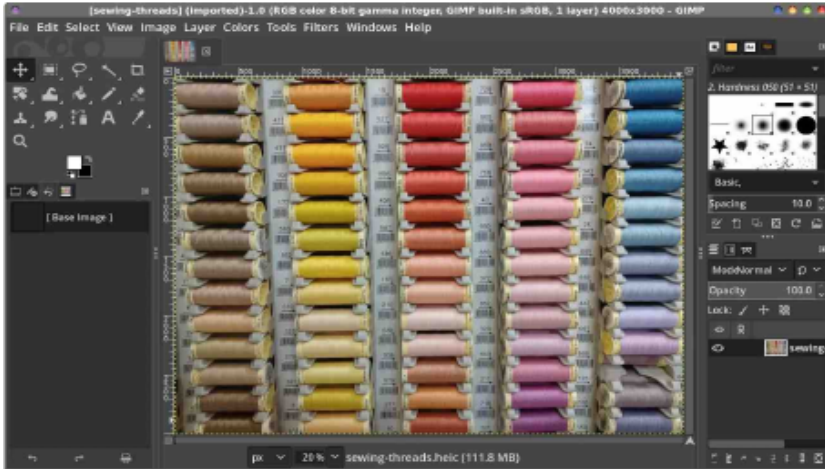 [sewing-threads] (imported)-1.0 (RGB color 8-bit gamma integer, GIMP built-in sRGB, 1 layer) 4000x3000 – GIMP
File Edit Select View Image Layer Colors Tools Filters Windows Help
filter
2. Hardness 050 (51 × 51)
Basic,
[ Base Image ]
Spacing 10.0
Mode Normal
Opacity 100.0
Lock:
sewing
px 20 % sewing-threads.heic (111.8 MB)